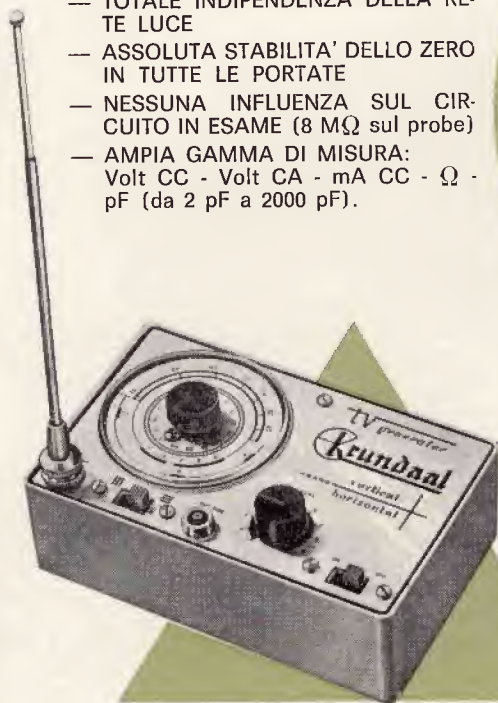 — TOTALE INDIPENDENZA DELLA RE-
TE LUCE
— ASSOLUTA STABILITA' DELLO ZERO
IN TUTTE LE PORTATE
— NESSUNA INFLUENZA SUL CIR-
CUITO IN ESAME (8 MΩ sul probe)
— AMPIA GAMMA DI MISURA:
Volt CC - Volt CA - mA CC - Ω -
pF (da 2 pF a 2000 pF).
TV generator
Krundaal
vertical
horizontal